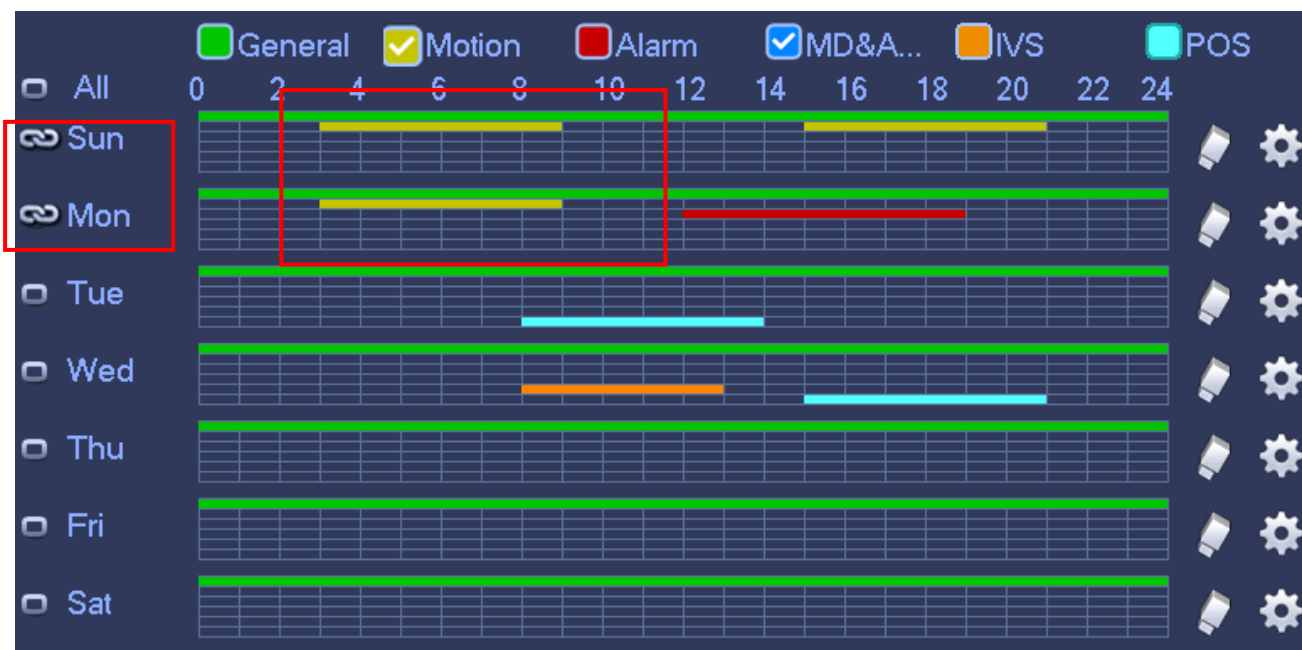 General Motion Alarm MD&A... IVS POS
All 0 2 4 6 8 10 12 14 16 18 20 22 24
Sun
Mon
Tue
Wed
Thu
Fri
Sat